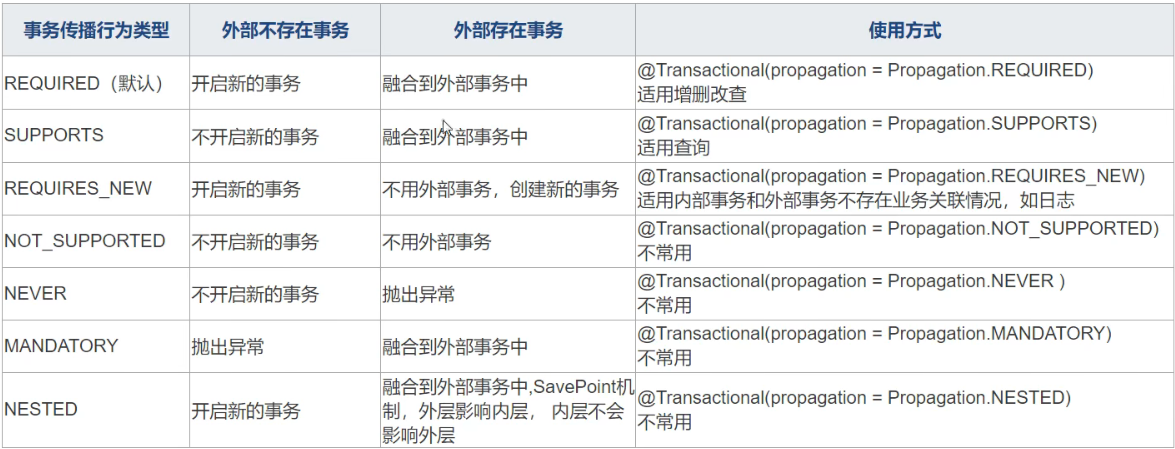 事务传播行为类型 外部不存在事务 外部存在事务 使用方式
REQUIRED（默认） 开启新的事务 融合到外部事务中 @Transactional(propagation = Propagation.REQUIRED)
适用增删改查
SUPPORTS 不开启新的事务 融合到外部事务中 @Transactional(propagation = Propagation.SUPPORTS)
适用查询
REQUIRES_NEW 开启新的事务 不用外部事务，创建新的事务 @Transactional(propagation = Propagation.REQUIRES_NEW)
适用内部事务和外部事务不存在业务关联情况，如日志
NOT_SUPPORTED 不开启新的事务 不用外部事务 @Transactional(propagation = Propagation.NOT_SUPPORTED)
不常用
NEVER 不开启新的事务 抛出异常 @Transactional(propagation = Propagation.NEVER )
不常用
MANDATORY 抛出异常 融合到外部事务中 @Transactional(propagation = Propagation.MANDATORY)
不常用
NESTED 开启新的事务 融合到外部事务中,SavePoint机
制，外层影响内层， 内层不会
影响外层
@Transactional(propagation = Propagation.NESTED)
不常用